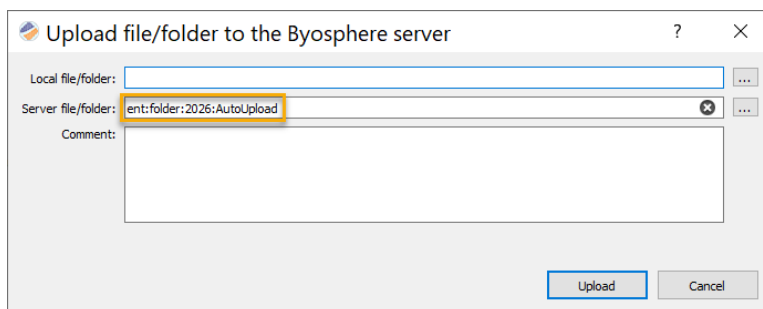 Upload file/folder to the Byosphere server ?
Local file/folder: ...
Server file/folder: ent:folder:2026:AutoUpload ...
Comment:
Upload Cancel